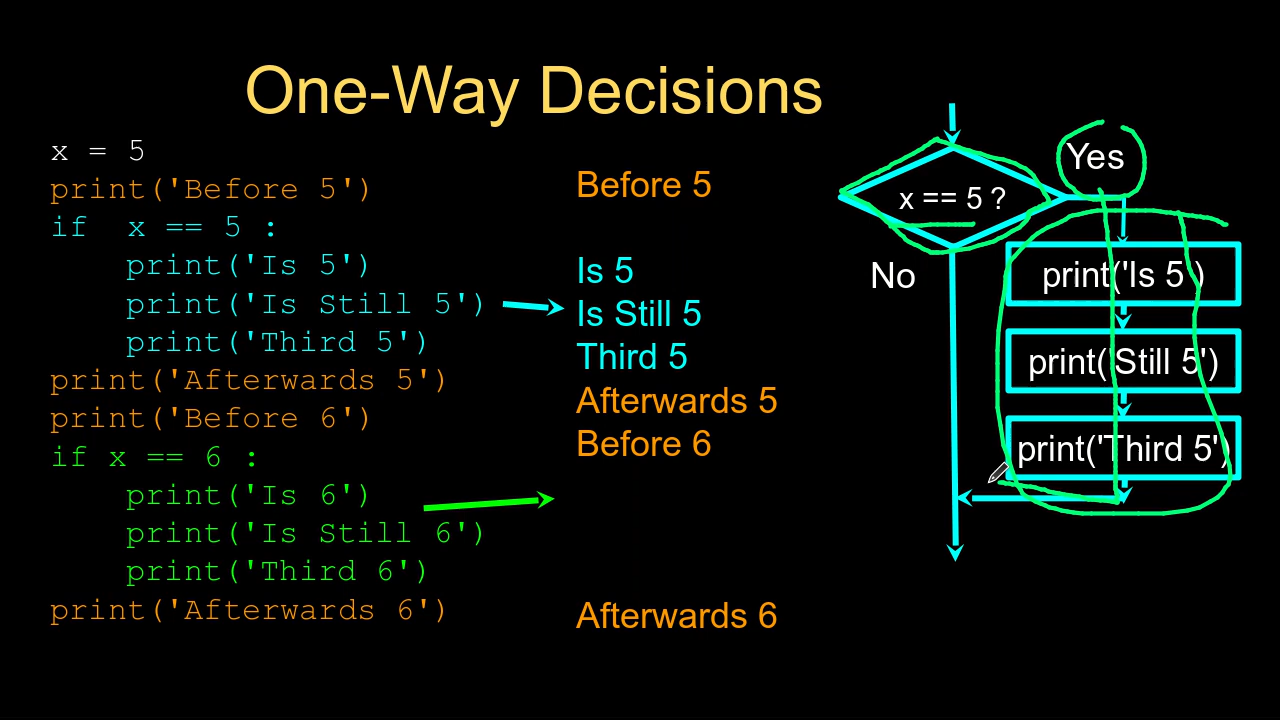 One-Way Decisions
x = 5
print('Before 5')
if  x == 5 :
    print('Is 5')
    print('Is Still 5')
    print('Third 5')
print('Afterwards 5')
print('Before 6')
if x == 6 :
    print('Is 6')
    print('Is Still 6')
    print('Third 6')
print('Afterwards 6')
Before 5
Is 5
Is Still 5
Third 5
Afterwards 5
Before 6
Afterwards 6
x == 5 ?
Yes
No
print('Is 5')
print('Still 5')
print('Third 5')